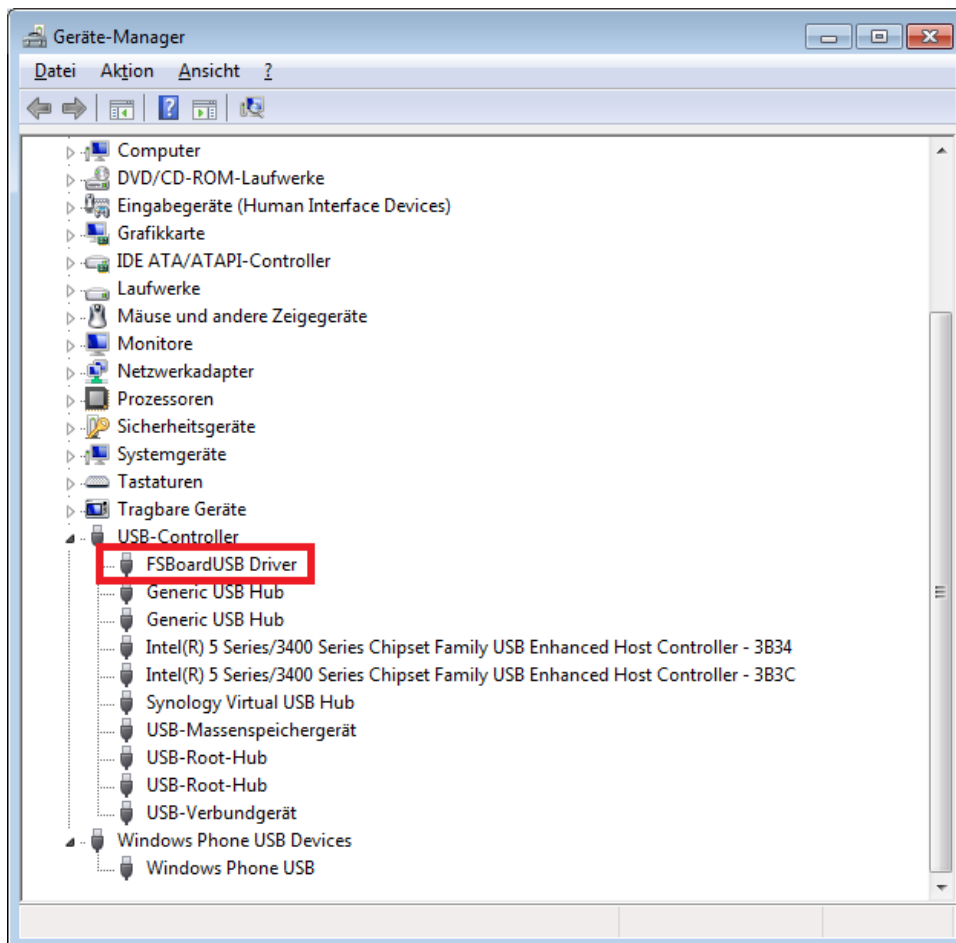 Geräte-Manager
Datei Aktion Ansicht ?
Computer
DVD/CD-ROM-Laufwerke
Eingabegeräte (Human Interface Devices)
Grafikkarte
IDE ATA/ATAPI-Controller
Laufwerke
Mäuse und andere Zeigegeräte
Monitore
Netzwerkadapter
Prozessoren
Sicherheitsgeräte
Systemgeräte
Tastaturen
Tragbare Geräte
USB-Controller
FSBoardUSB Driver
Generic USB Hub
Generic USB Hub
Intel(R) 5 Series/3400 Series Chipset Family USB Enhanced Host Controller - 3B34
Intel(R) 5 Series/3400 Series Chipset Family USB Enhanced Host Controller - 3B3C
Synology Virtual USB Hub
USB-Massenspeichergerät
USB-Root-Hub
USB-Root-Hub
USB-Verbundgerät
Windows Phone USB Devices
Windows Phone USB